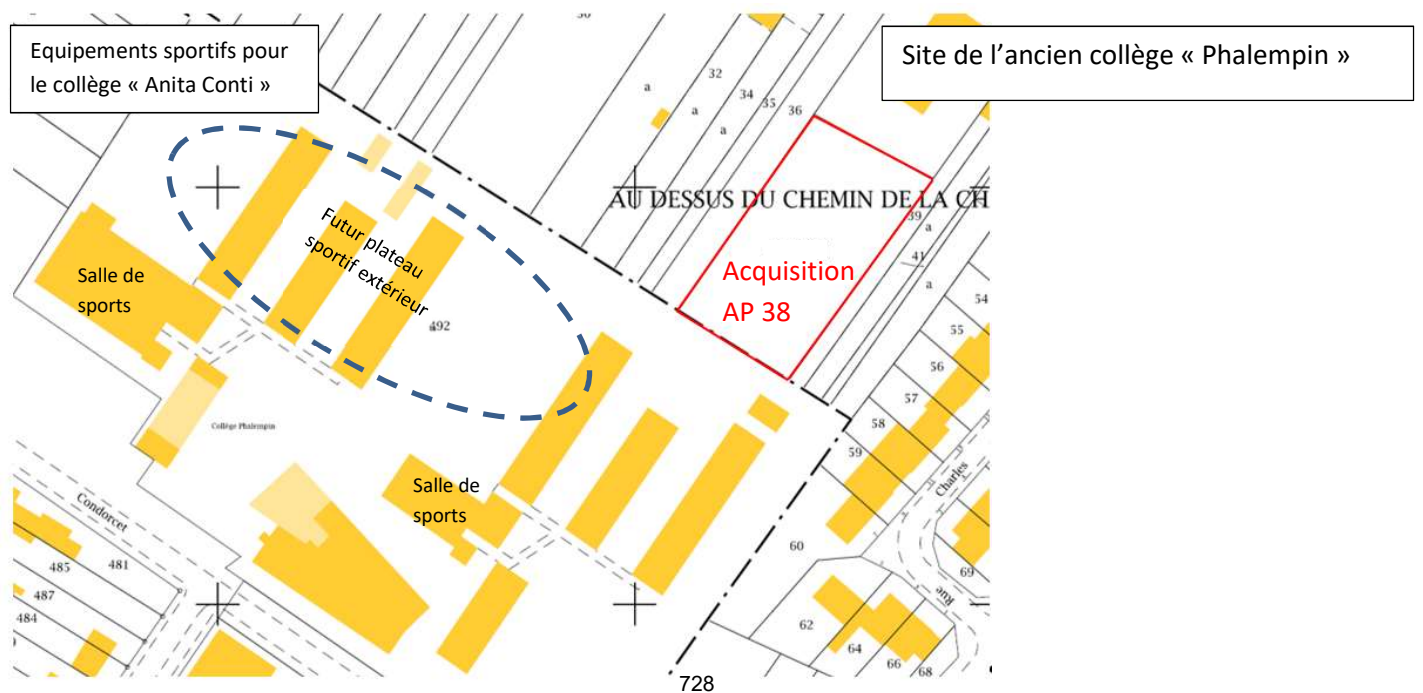 Equipements sportifs pour
le collège « Anita Conti »
Site de l’ancien collège « Phalempin »
32
34
35
36
a
a
a
AU DESSUS DU CHEMIN DE LA CH
39
a
41
a
54
55
56
57
58
59
Acquisition
AP 38
Futur plateau
sportif extérieur
492
Salle de
sports
Collège Phalempin
Salle de
sports
Condorcet
485
481
487
484
Charles
Rue
60
62
64
66
68
69
728